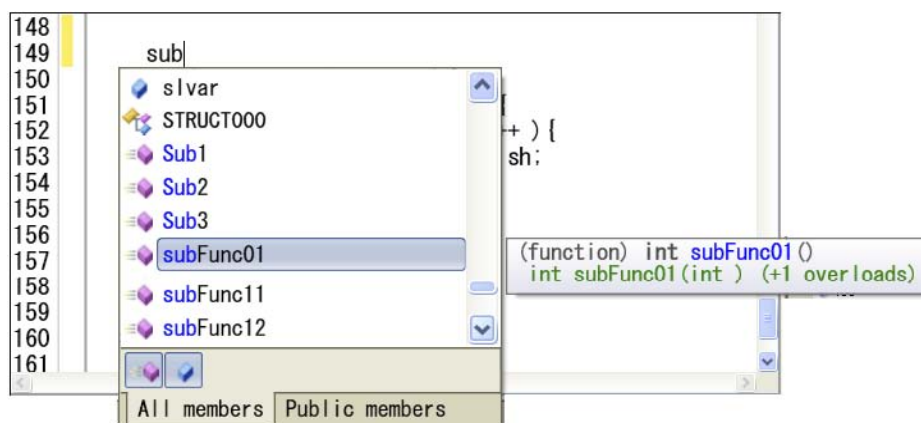 148
149 sub
150
151 {
152 ++ ) {
153 sh;
154
155
156
157
158
159
160
161
slvar
STRUCT000
Sub1
Sub2
Sub3
subFunc01
subFunc11
subFunc12
All members Public members
(function) int subFunc01()
int subFunc01(int ) (+1 overloads)